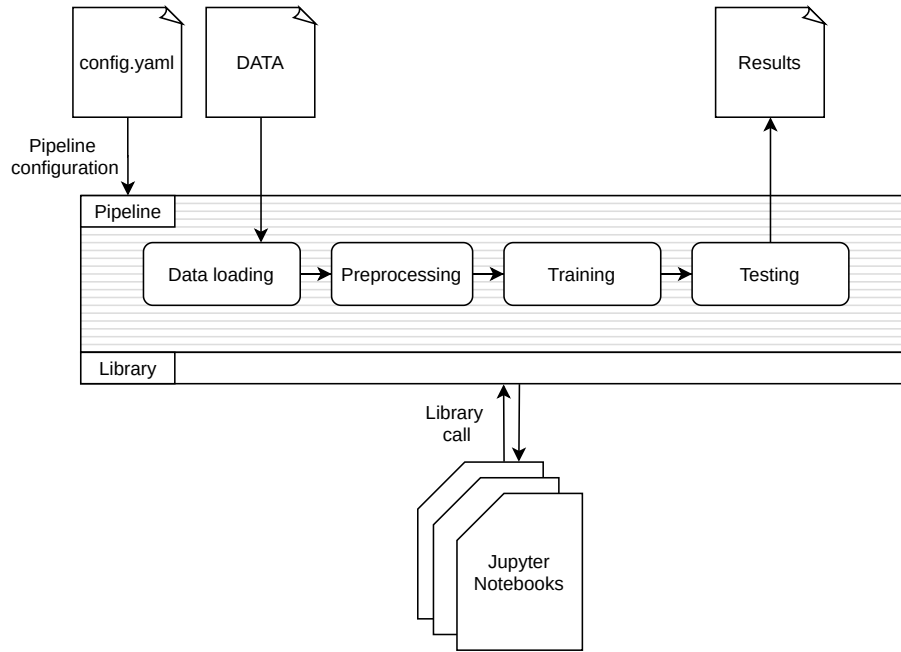 config.yaml
DATA
Results
Pipeline
configuration
Pipeline
Data loading
Preprocessing
Training
Testing
Library
Library
call
Jupyter
Notebooks